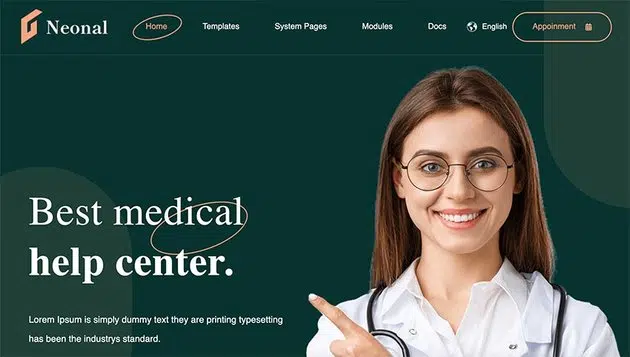 Neonal
Home
Templates
System Pages
Modules
Docs
English
Appoinment
Best medical
help center.
Lorem Ipsum is simply dummy text they are printing typesetting
has been the industrys standard.